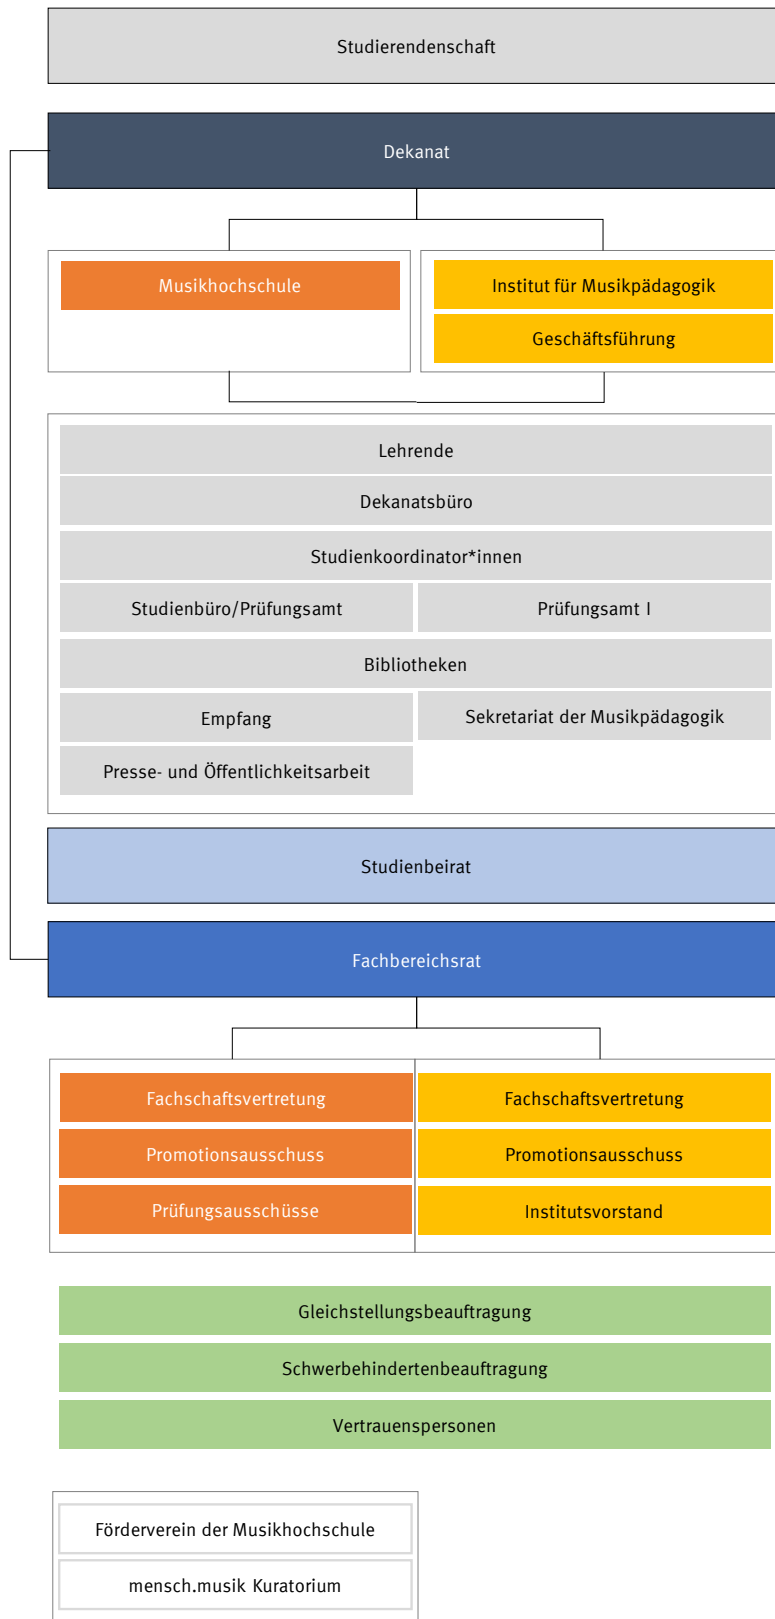 Studierendenschaft
Dekanat
Musikhochschule
Institut für Musikpädagogik
Geschäftsführung
Lehrende
Dekanatsbüro
Studienkoordinator*innen
Studienbüro/Prüfungsamt
Prüfungsamt I
Bibliotheken
Empfang
Sekretariat der Musikpädagogik
Presse- und Öffentlichkeitsarbeit
Studienbeirat
Fachbereichsrat
Fachschaftsvertretung
Promotionsausschuss
Prüfungsausschüsse
Fachschaftsvertretung
Promotionsausschuss
Institutsvorstand
Gleichstellungsbeauftragung
Schwerbehindertenbeauftragung
Vertrauenspersonen
Förderverein der Musikhochschule
mensch.musik Kuratorium